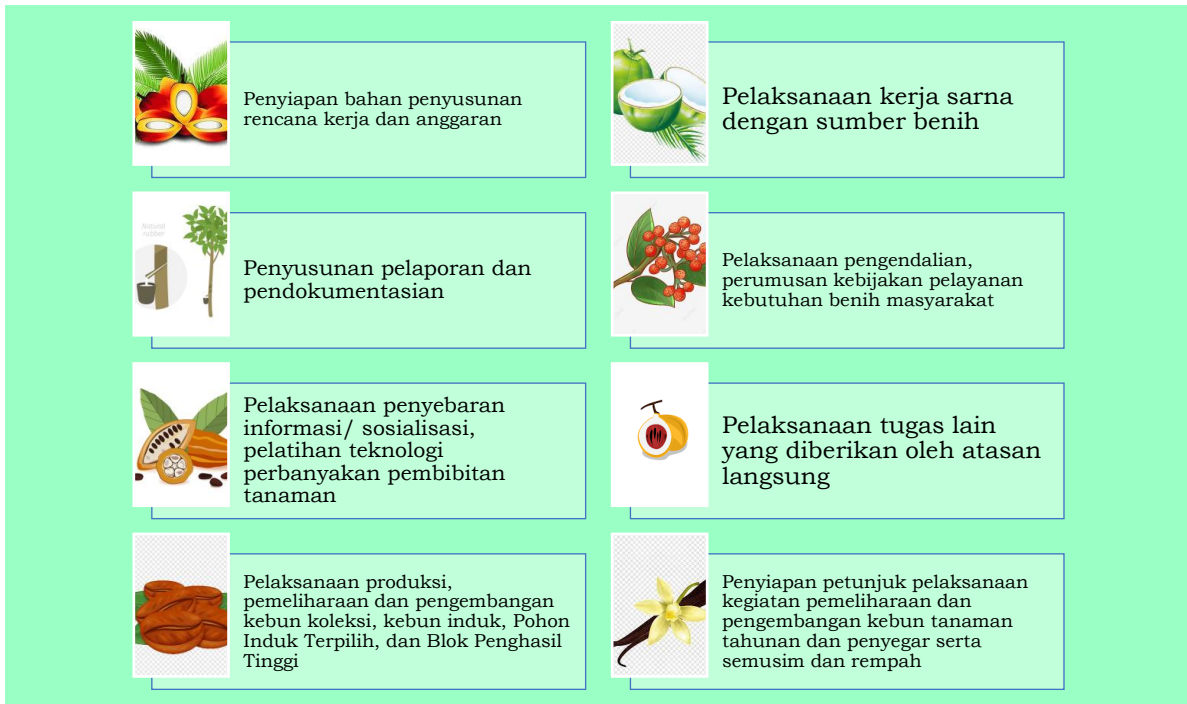 Penyiapan bahan penyusunan
rencana kerja dan anggaran
Pelaksanaan kerja sarna
dengan sumber benih
Natural
rubber
Penyusunan pelaporan dan
pendokumentasian
Pelaksanaan pengendalian,
perumusan kebijakan pelayanan
kebutuhan benih masyarakat
Pelaksanaan penyebaran
informasi/ sosialisasi,
pelatihan teknologi
perbanyakan pembibitan
tanaman
Pelaksanaan tugas lain
yang diberikan oleh atasan
langsung
Pelaksanaan produksi,
pemeliharaan dan pengembangan
kebun koleksi, kebun induk, Pohon
Induk Terpilih, dan Blok Penghasil
Tinggi
Penyiapan petunjuk pelaksanaan
kegiatan pemeliharaan dan
pengembangan kebun tanaman
tahunan dan penyegar serta
semusim dan rempah